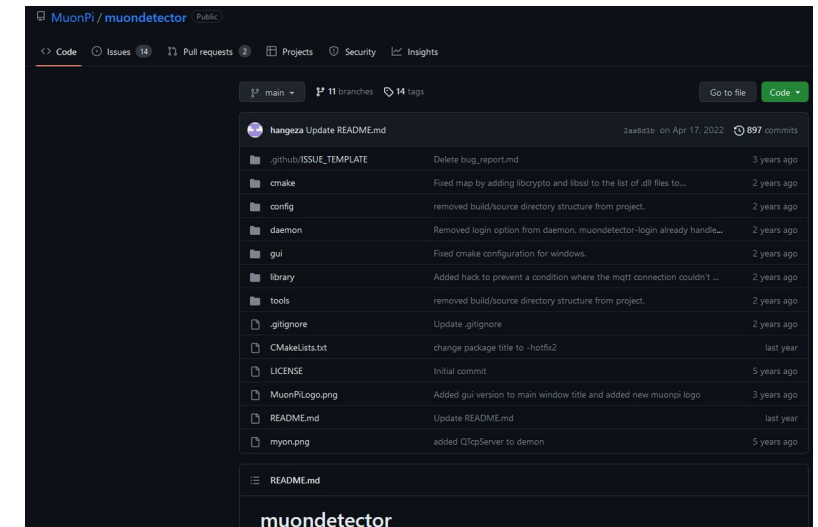 MuonPi / muondetector Public
Code Issues 14 Pull requests 2 Projects Security Insights
main 11 branches 14 tags Go to file Code
hangeza Update README.md 2aa8d1b on Apr 17, 2022 897 commits
.github/ISSUE_TEMPLATE Delete bug_report.md 3 years ago
cmake Fixed map by adding libcrypto and libssl to the list of .dll files to... 2 years ago
config removed build/source directory structure from project. 2 years ago
daemon Removed login option from daemon. muondetector-login already handle... 2 years ago
gui Fixed cmake configuration for windows. 2 years ago
library Added hack to prevent a condition where the mqtt connection couldn't ... 2 years ago
tools removed build/source directory structure from project. 2 years ago
.gitignore Update .gitignore 2 years ago
CMakeLists.txt change package title to -hotfix2 last year
LICENSE Initial commit 5 years ago
MuonPiLogo.png Added gui version to main window title and added new muonpi logo 3 years ago
README.md Update README.md last year
myon.png added QTcpServer to demon 5 years ago
README.md
muondetector